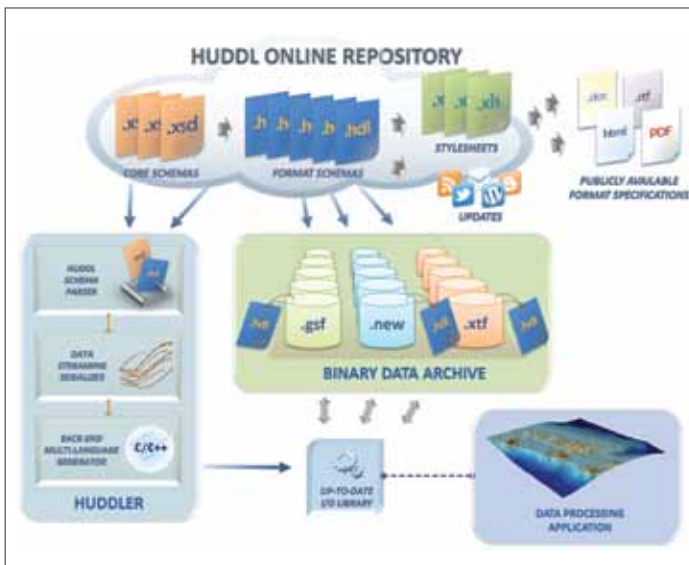 HUDDL ONLINE REPOSITORY
.xsd
.h
.h
.h
.h
.hdl
.xls
.rtf
html
PDF
CORE SCHEMAS
FORMAT SCHEMAS
STYLESHEETS
UPDATES
PUBLICLY AVAILABLE
FORMAT SPECIFICATIONS
HUDDL
SCHEMA
PARSER
DATA
STREAMING
SERIALIZER
BACK-END
MULTI-LANGUAGE
GENERATOR
C/C++
HUDDLER
.gsf
.new
.xtf
BINARY DATA ARCHIVE
UP-TO-DATE
I/O LIBRARY
DATA PROCESSING
APPLICATION